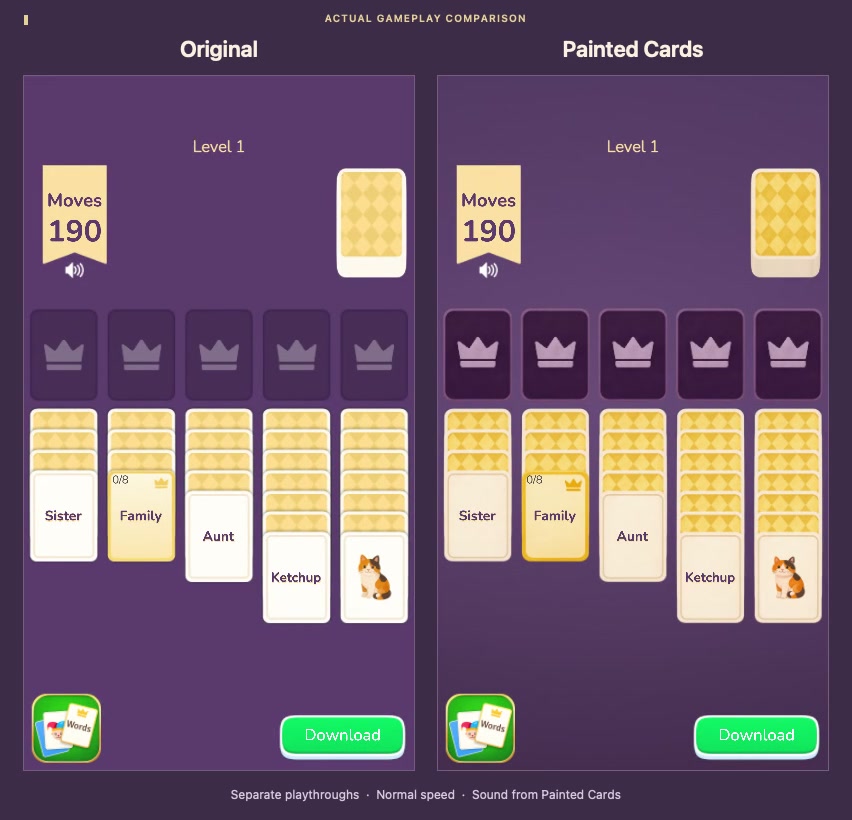 ACTUAL GAMEPLAY COMPARISON
Original
Painted Cards
Level 1
Moves
190
Sister
0/8
Family
Aunt
Ketchup
Words
Download
Level 1
Moves
190
Sister
0/8
Family
Aunt
Ketchup
Words
Download
Separate playthroughs · Normal speed · Sound from Painted Cards